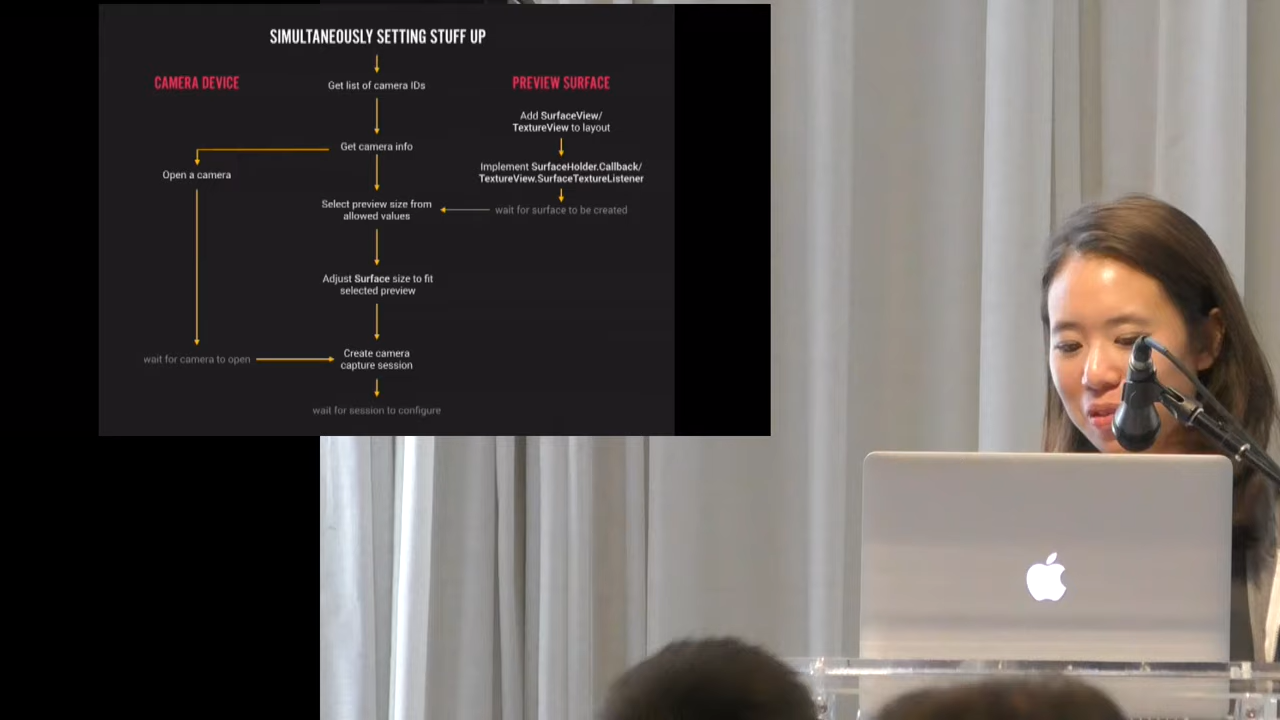 SIMULTANEOUSLY SETTING STUFF UP
CAMERA DEVICE
Get list of camera IDs
PREVIEW SURFACE
Add SurfaceView/
TextureView to layout
Get camera info
Open a camera
Implement SurfaceHolder.Callback/
TextureView.SurfaceTextureListener
Select preview size from
allowed values
wait for surface to be created
Adjust Surface size to fit
selected preview
wait for camera to open
Create camera
capture session
wait for session to configure